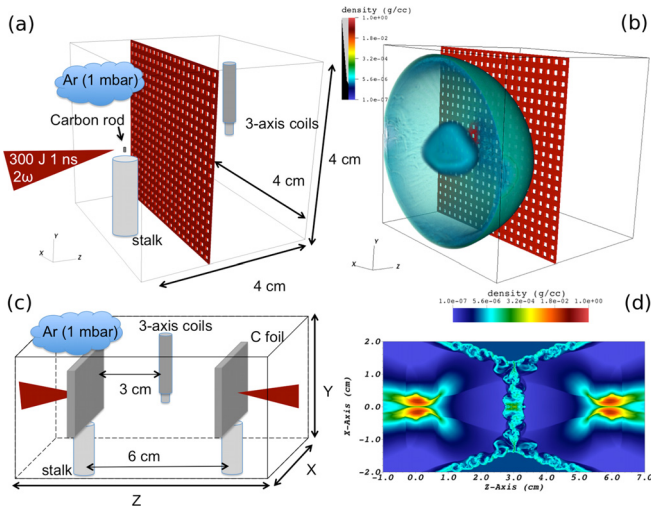 (a)
Ar (1 mbar)
Carbon rod
3-axis coils
300 J 1 ns
2ω
stalk
4 cm
4 cm
4 cm
X
Y
Z
density (g/cc)
1.0e+00
1.8e-02
3.2e-04
5.6e-06
1.0e-07
(b)
Y
X
Z
(c)
Ar (1 mbar)
3-axis coils
C foil
3 cm
Y
stalk
6 cm
X
Z
density (g/cc)
1.0e-07 5.6e-06 3.2e-04 1.8e-02 1.0e+00
(d)
X-Axis (cm)
2.0
1.0
0.0
-1.0
-2.0
-1.0 0.0 1.0 2.0 3.0 4.0 5.0 6.0 7.0
Z-Axis (cm)